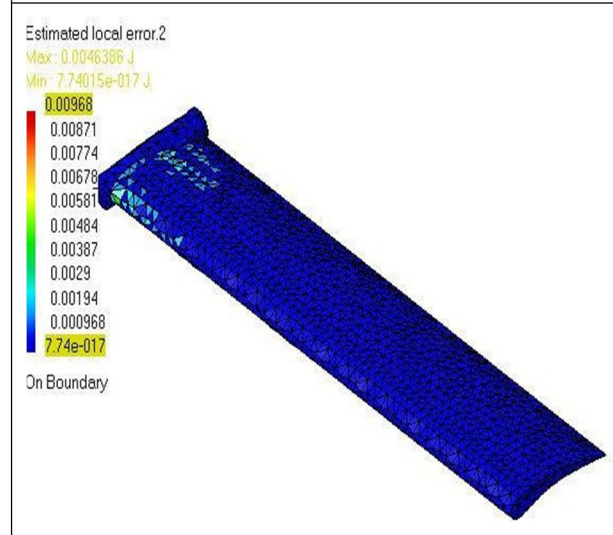 Estimated local error.2
Max : 0.0046386 J
Min : 7.74015e-017 J
0.00968
0.00871
0.00774
0.00678
0.00581
0.00484
0.00387
0.0029
0.00194
0.000968
7.74e-017
On Boundary